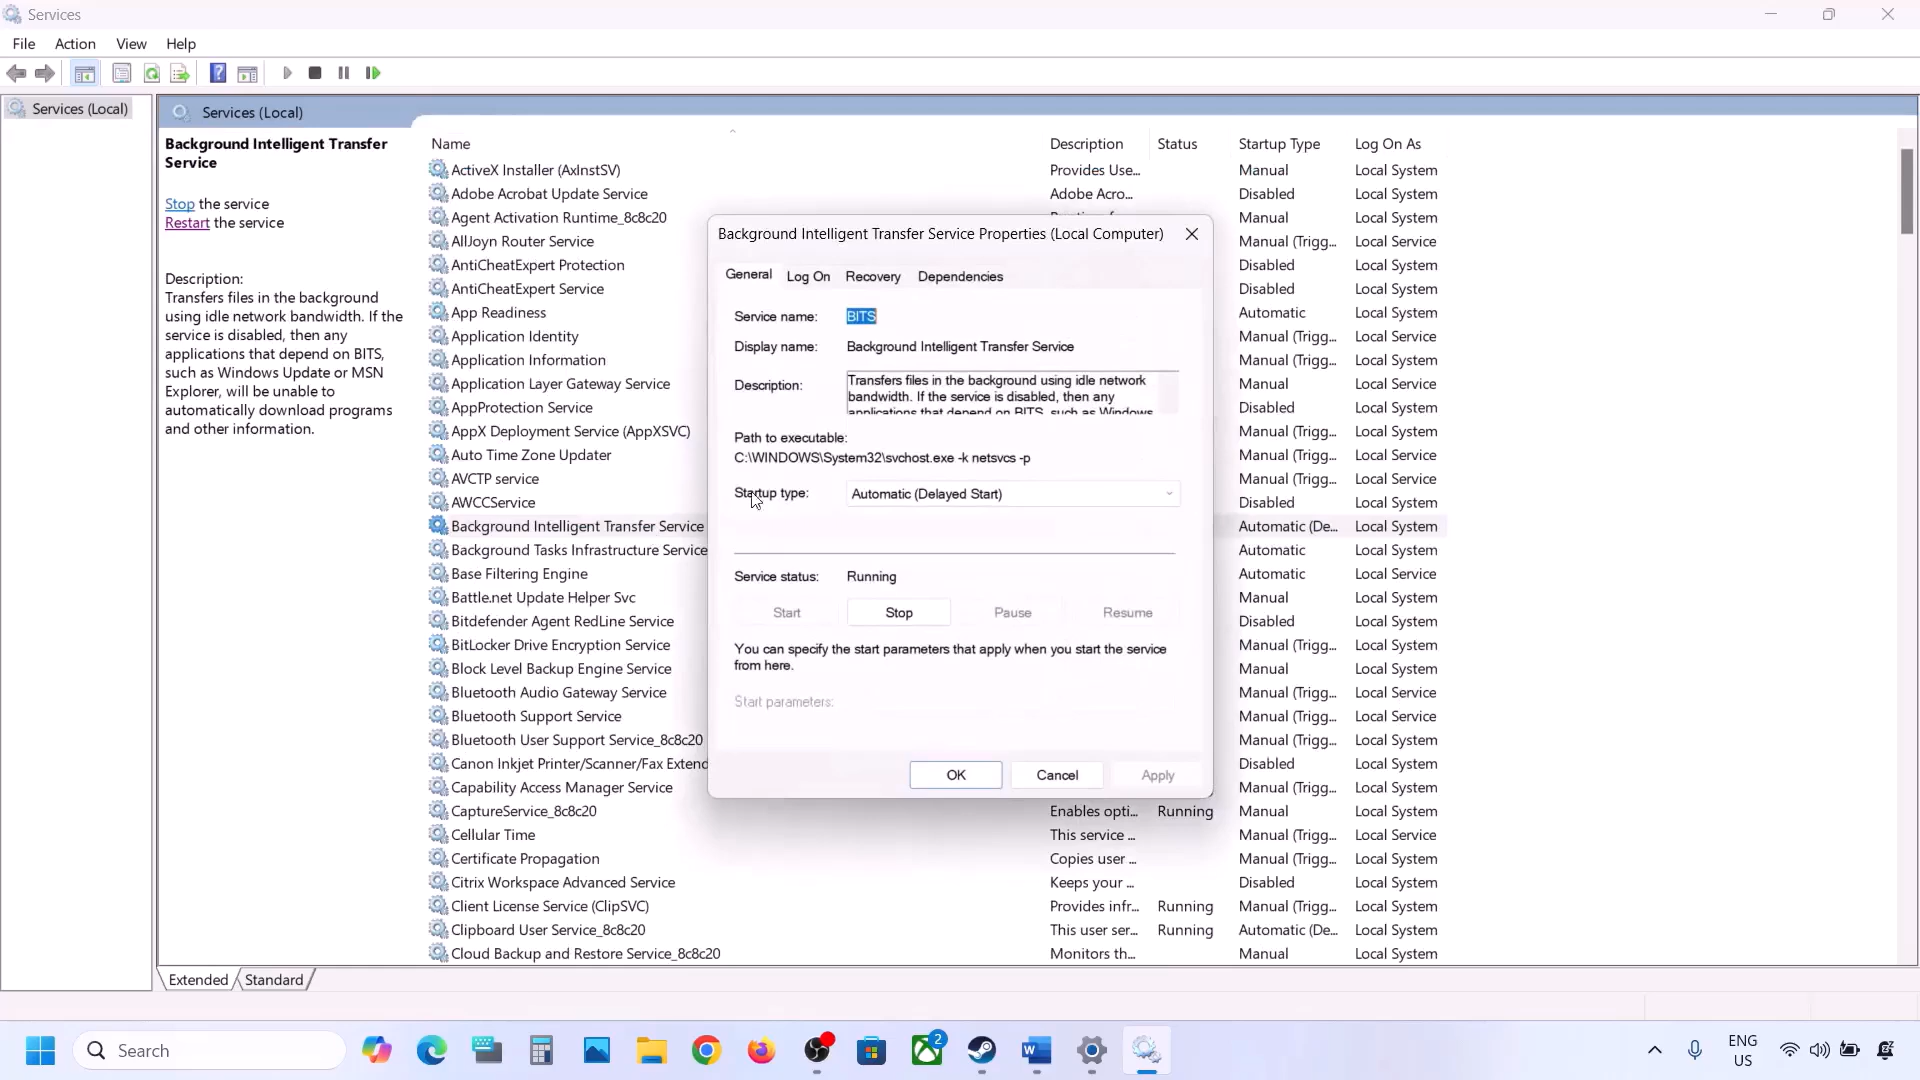 Services
File Action View Help
Services (Local)
Services (Local)
Background Intelligent Transfer
Service
Stop the service
Restart the service
Description:
Transfers files in the background
using idle network bandwidth. If the
service is disabled, then any
applications that depend on BITS,
such as Windows Update or MSN
Explorer, will be unable to
automatically download programs
and other information.
Name Description Status Startup Type Log On As
ActiveX Installer (AxInstSV) Provides Use... Manual Local System
Adobe Acrobat Update Service Adobe Acro... Disabled Local System
Agent Activation Runtime_8c8c20 Manual Local System
AllJoyn Router Service Manual (Trigg... Local Service
AntiCheatExpert Protection Disabled Local System
AntiCheatExpert Service Disabled Local System
App Readiness Automatic Local System
Application Identity Manual (Trigg... Local Service
Application Information Manual (Trigg... Local System
Application Layer Gateway Service Manual Local Service
AppProtection Service Disabled Local System
AppX Deployment Service (AppXSVC) Manual (Trigg... Local System
Auto Time Zone Updater Manual (Trigg... Local Service
AVCTP service Manual (Trigg... Local Service
AWCCService Disabled Local System
Background Intelligent Transfer Service Automatic (De... Local System
Background Tasks Infrastructure Service Automatic Local System
Base Filtering Engine Automatic Local Service
Battle.net Update Helper Svc Manual Local System
Bitdefender Agent RedLine Service Disabled Local System
BitLocker Drive Encryption Service Manual (Trigg... Local System
Block Level Backup Engine Service Manual Local System
Bluetooth Audio Gateway Service Manual (Trigg... Local Service
Bluetooth Support Service Manual (Trigg... Local Service
Bluetooth User Support Service_8c8c20 Manual (Trigg... Local System
Canon Inkjet Printer/Scanner/Fax Extend Disabled Local System
Capability Access Manager Service Manual (Trigg... Local System
CaptureService_8c8c20 Enables opti... Running Manual Local System
Cellular Time This service ... Manual (Trigg... Local Service
Certificate Propagation Copies user ... Manual (Trigg... Local System
Citrix Workspace Advanced Service Keeps your ... Disabled Local System
Client License Service (ClipSVC) Provides infr... Running Manual (Trigg... Local System
Clipboard User Service_8c8c20 This user ser... Running Automatic (De... Local System
Cloud Backup and Restore Service_8c8c20 Monitors th... Manual Local System
Background Intelligent Transfer Service Properties (Local Computer)
General Log On Recovery Dependencies
Service name: BITS
Display name: Background Intelligent Transfer Service
Description: Transfers files in the background using idle network
bandwidth. If the service is disabled, then any
applications that depend on BITS, such as Windows
Path to executable:
C:\WINDOWS\System32\svchost.exe -k netsvcs -p
Startup type: Automatic (Delayed Start)
Service status: Running
Start Stop Pause Resume
You can specify the start parameters that apply when you start the service
from here.
Start parameters:
OK Cancel Apply
Extended Standard
Search
2
ENG
US